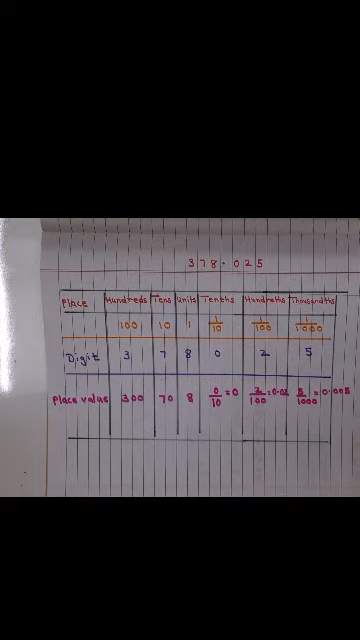 378.025
Place Hundreds Tens Units Tenths Hundreths Thousandths
100 10 1 1/10 1/100 1/1000
Digit 3 7 8 0 2 5
Place value 300 70 8 0/10 = 0 2/100 = 0.02 5/1000 = 0.005